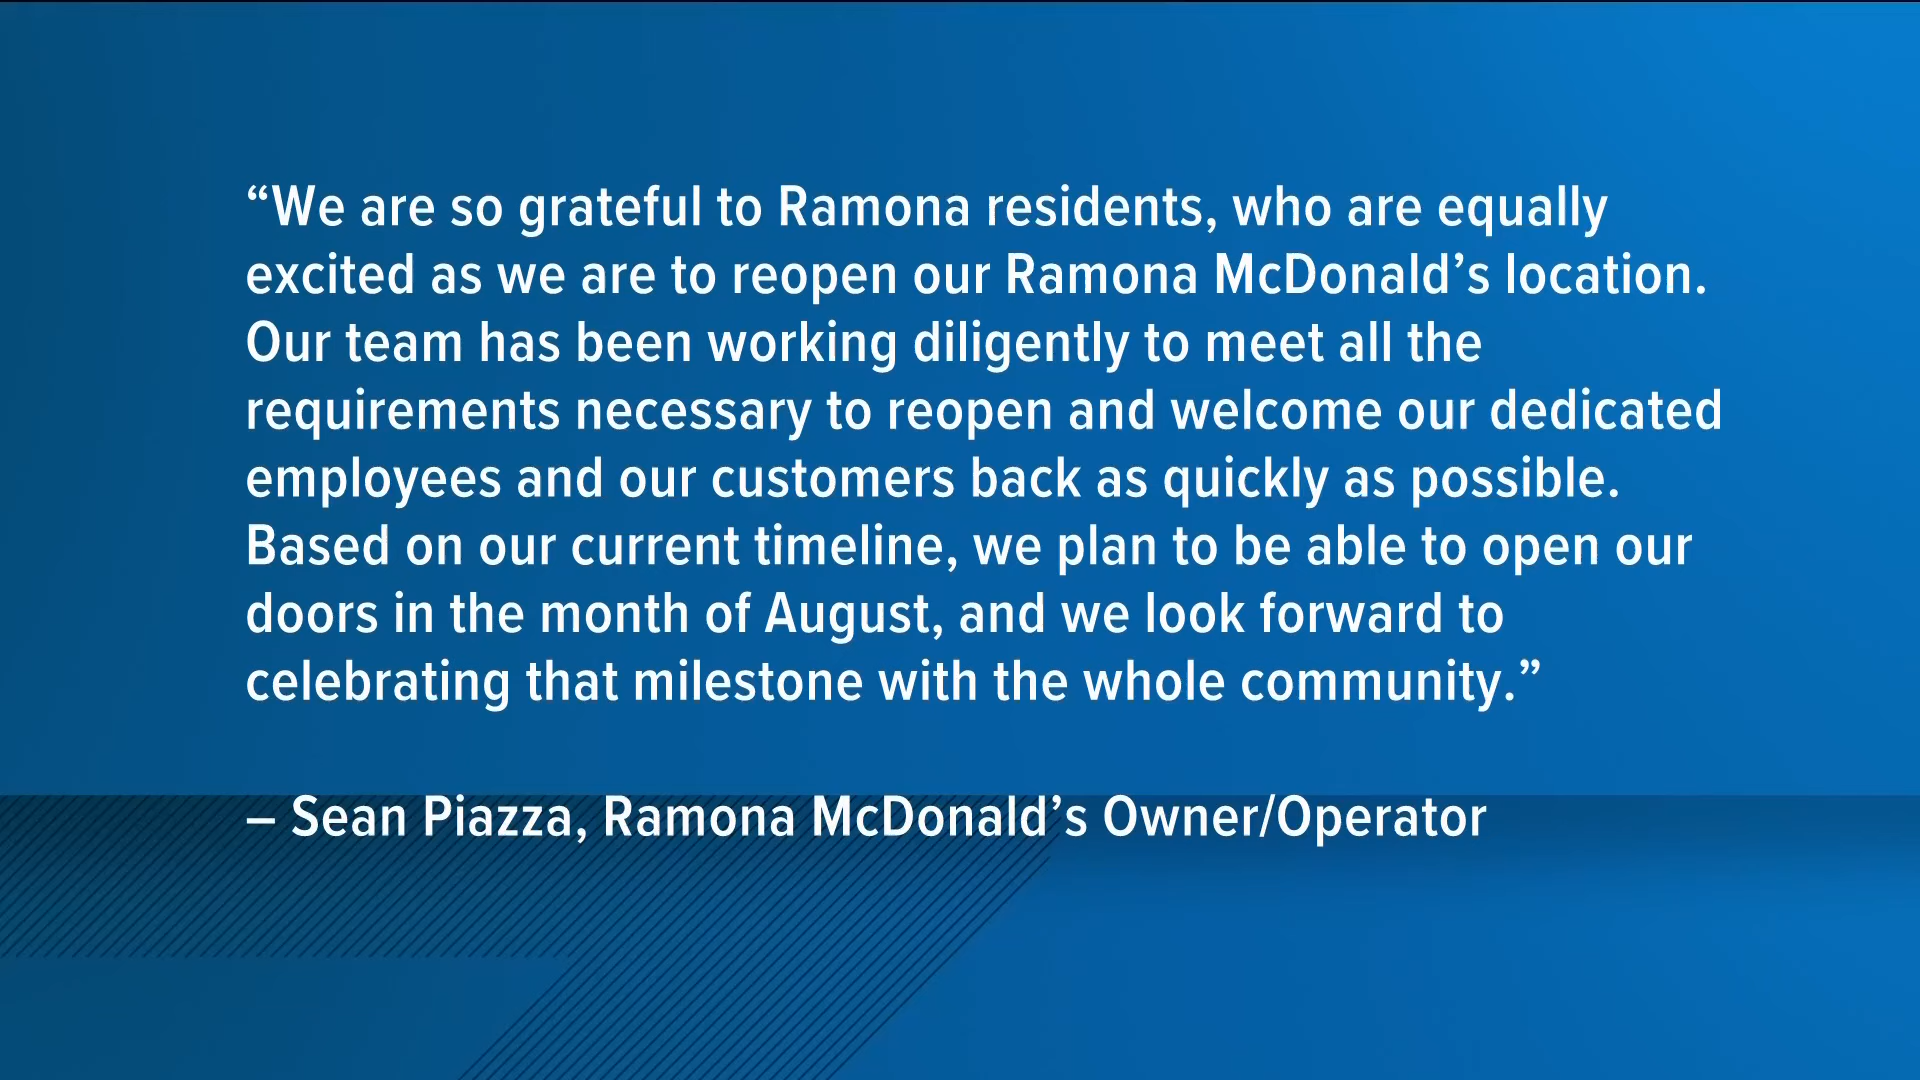 “We are so grateful to Ramona residents, who are equally
excited as we are to reopen our Ramona McDonald’s location.
Our team has been working diligently to meet all the
requirements necessary to reopen and welcome our dedicated
employees and our customers back as quickly as possible.
Based on our current timeline, we plan to be able to open our
doors in the month of August, and we look forward to
celebrating that milestone with the whole community.”
– Sean Piazza, Ramona McDonald’s Owner/Operator